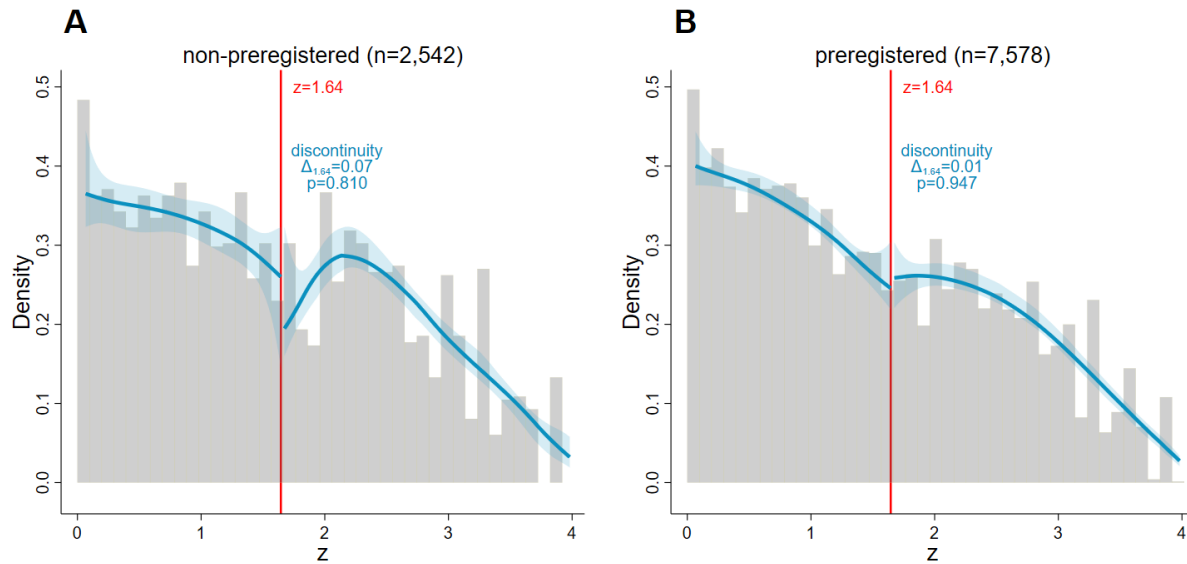 A
non-preregistered (n=2,542)
z=1.64
discontinuity
Δ1.64=0.07
p=0.810
Density
0.5
0.4
0.3
0.2
0.1
0.0
0 1 2 3 4
z
B
preregistered (n=7,578)
z=1.64
discontinuity
Δ1.64=0.01
p=0.947
Density
0.5
0.4
0.3
0.2
0.1
0.0
0 1 2 3 4
z